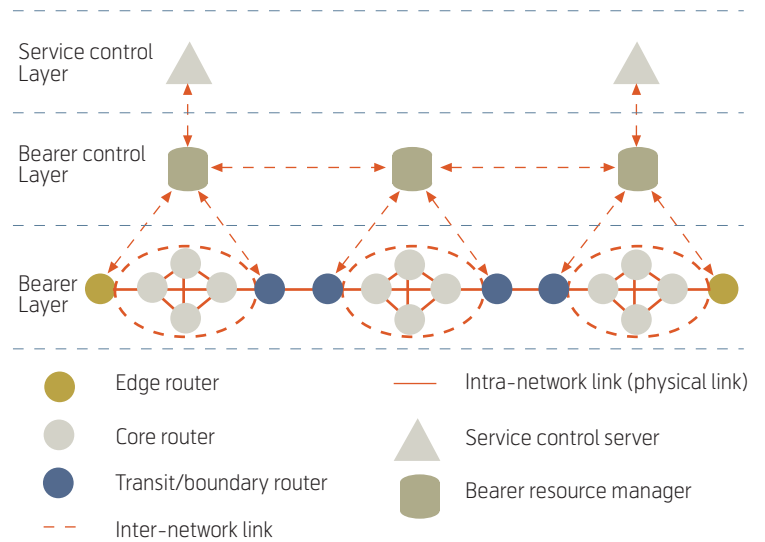 Service control
Layer
Bearer control
Layer
Bearer
Layer
Edge router
Core router
Transit/boundary router
Inter-network link
Intra-network link (physical link)
Service control server
Bearer resource manager